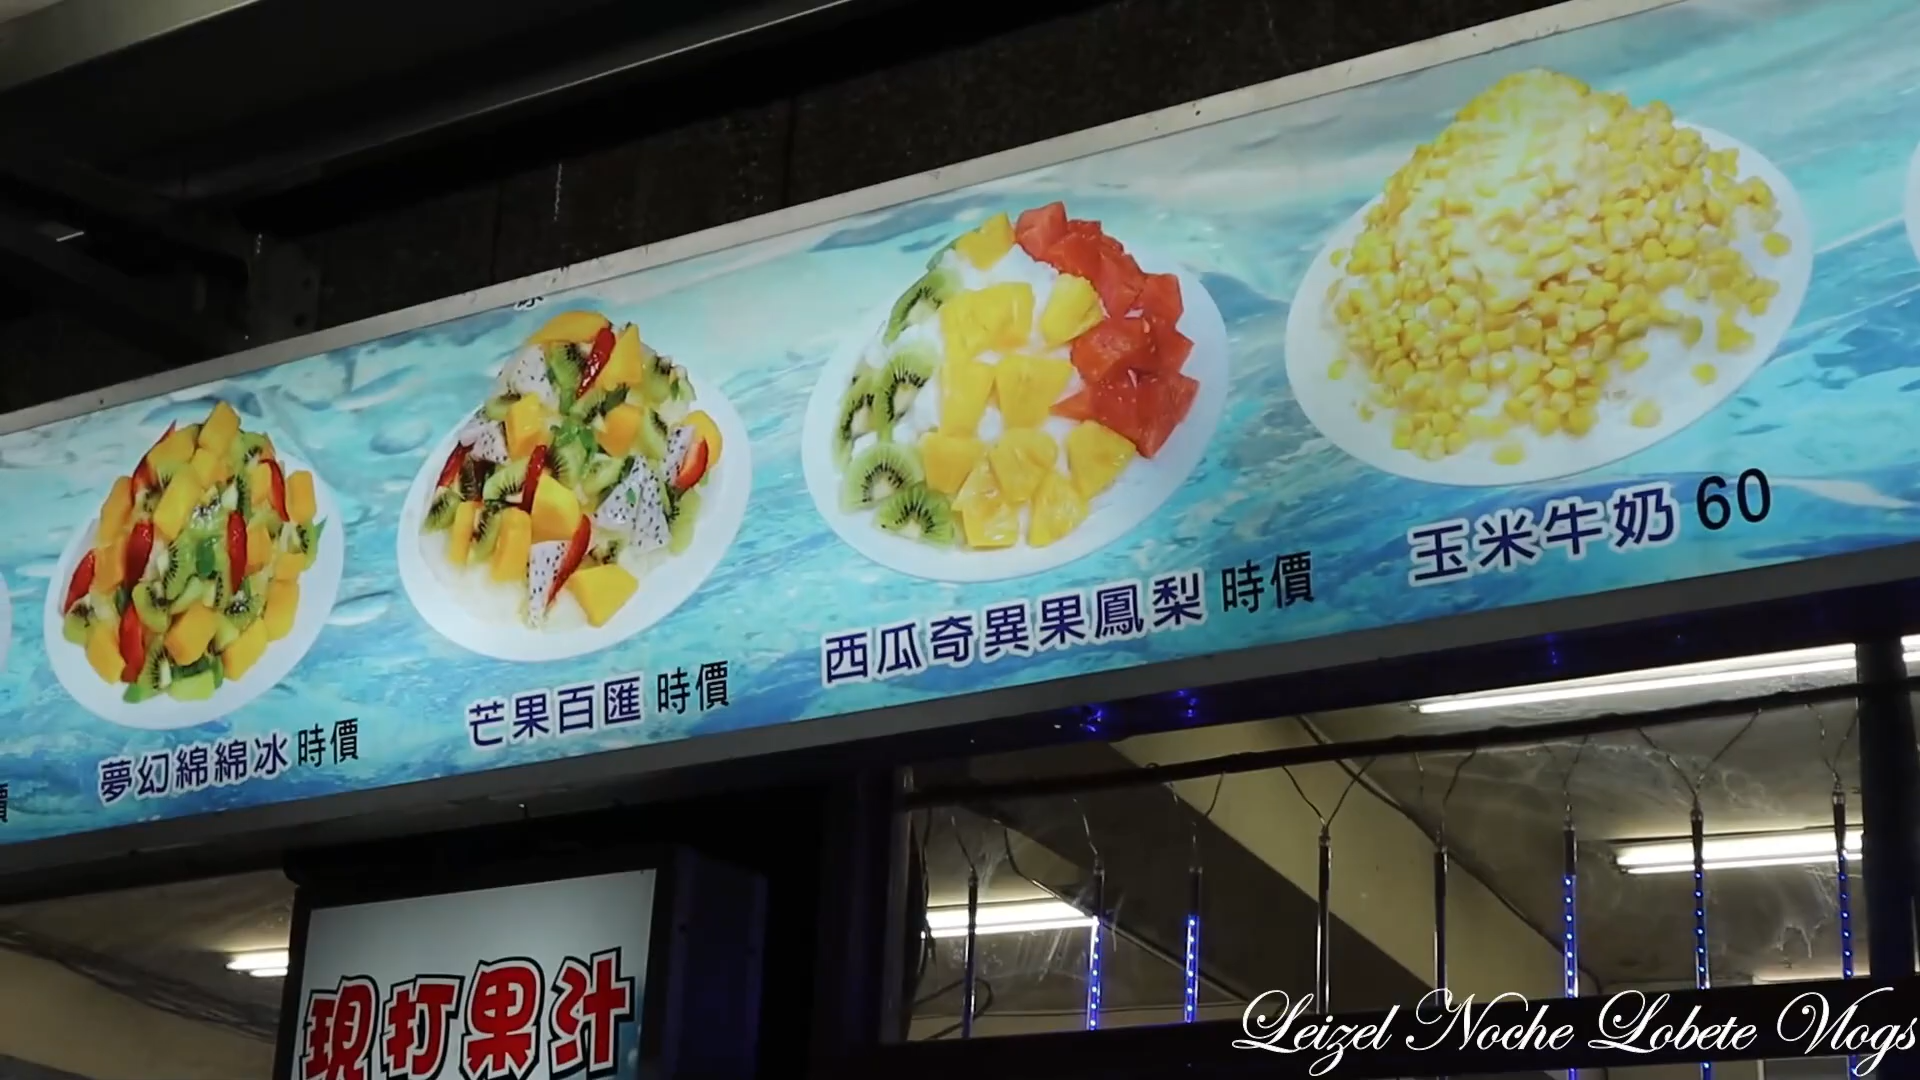 夢幻綿綿冰 時價
芒果百匯 時價
西瓜奇異果鳳梨 時價
玉米牛奶 60
現打果汁
Leizel Noche Lobete Vlogs